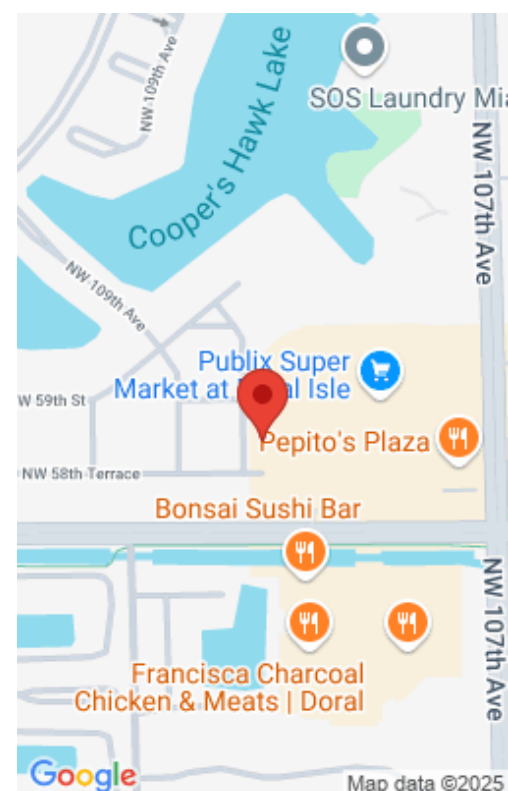 NW 109th Ave
Cooper's Hawk Lake
SOS Laundry Mia
NW 107th Ave
NW 109th Ave
Publix Super
Market at al Isle
W 59th St
Pepito's Plaza
NW 58th Terrace
Bonsai Sushi Bar
NW 107th Ave
Francisca Charcoal
Chicken & Meats | Doral
Google
Map data ©2025